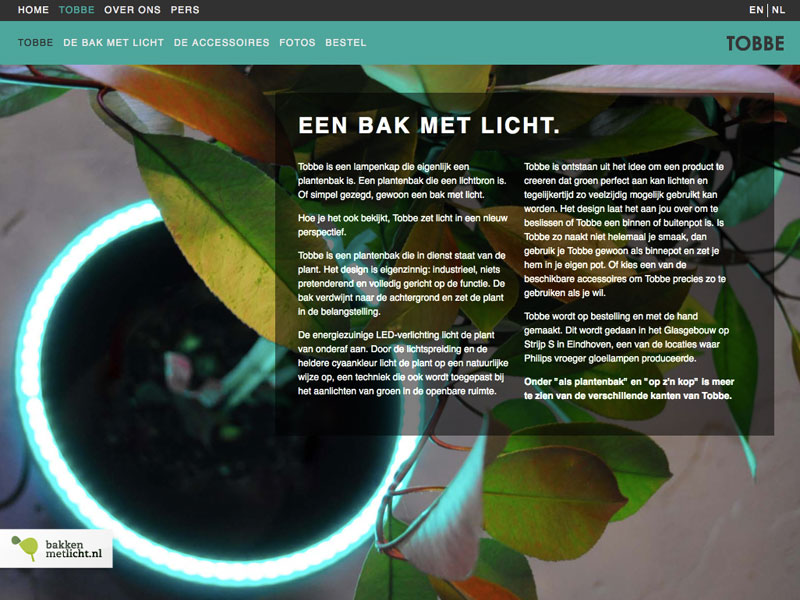 HOME TOBBE OVER ONS PERS EN | NL
TOBBE DE BAK MET LICHT DE ACCESSOIRES FOTOS BESTEL TOBBE
EEN BAK MET LICHT.
Tobbe is een lampenkap die eigenlijk een
plantenbak is. Een plantenbak die een lichtbron is.
Of simpel gezegd, gewoon een bak met licht.
Hoe je het ook bekijkt, Tobbe zet licht in een nieuw
perspectief.
Tobbe is een plantenbak die in dienst staat van de
plant. Het design is eigenzinnig: industrieel, niets
pretenderend en volledig gericht op de functie. De
bak verdwijnt naar de achtergrond en zet de plant
in de belangstelling.
De energiezuinige LED-verlichting licht de plant
van onderaf aan. Door de lichtspreiding en de
heldere cyaankleur licht de plant op een natuurlijke
wijze op, een techniek die ook wordt toegepast bij
het aanlichten van groen in de openbare ruimte.
Tobbe is ontstaan uit het idee om een product te
creeren dat groen perfect aan kan lichten en
tegelijkertijd zo veelzijdig mogelijk gebruikt kan
worden. Het design laat het aan jou over om te
beslissen of Tobbe een binnen of buitenpot is. Is
Tobbe zo naakt niet helemaal je smaak, dan
gebruik je Tobbe gewoon als binnepot en zet je
hem in je eigen pot. Of kies een van de
beschikbare accessoires om Tobbe precies zo te
gebruiken als je wil.
Tobbe wordt op bestelling en met de hand
gemaakt. Dit wordt gedaan in het Glasgebouw op
Strijp S in Eindhoven, een van de locaties waar
Philips vroeger gloeilampen produceerde.
Onder "als plantenbak" en "op z'n kop" is meer
te zien van de verschillende kanten van Tobbe.
bakken
metlicht.nl